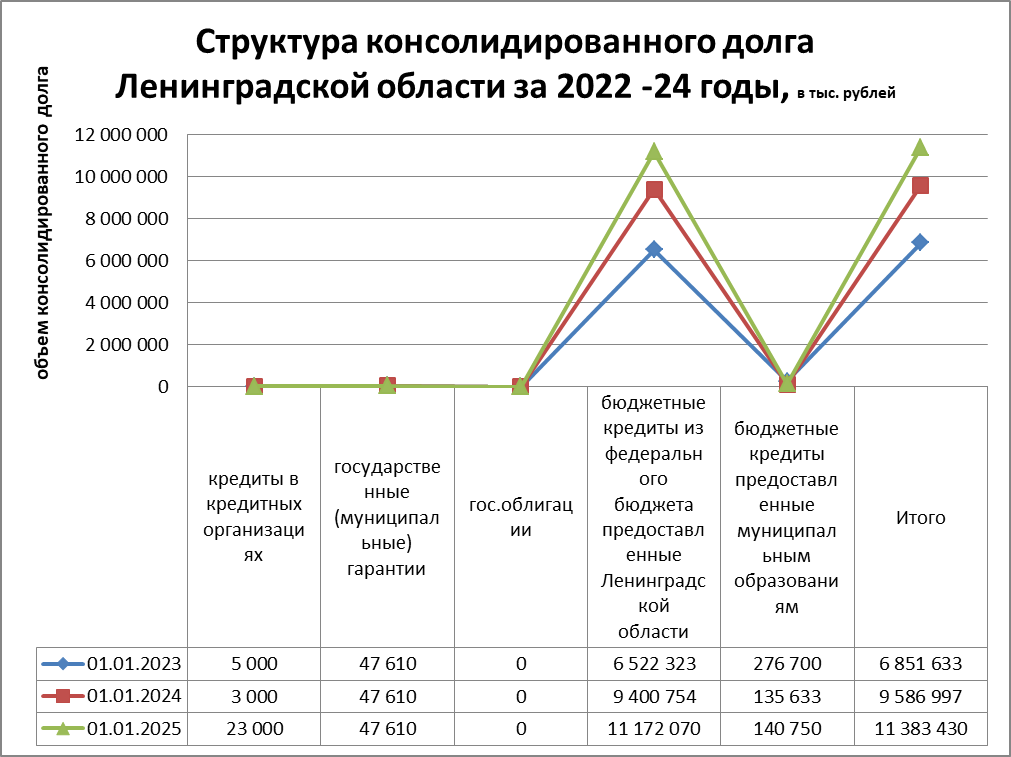 Структура консолидированного долга
Ленинградской области за 2022 -24 годы, в тыс. рублей
объем консолидированного долга
12 000 000
10 000 000
8 000 000
6 000 000
4 000 000
2 000 000
0
кредиты в
кредитных
организаци
ях
государстве
нные
(муниципал
ьные)
гарантии
гос.облигац
ии
бюджетные
кредиты из
федеральн
ого
бюджета
предоставл
енные
Ленинградс
кой
области
бюджетные
кредиты
предоставл
енные
муниципал
ьным
образовани
ям
Итого
01.01.2023 5 000 47 610 0 6 522 323 276 700 6 851 633
01.01.2024 3 000 47 610 0 9 400 754 135 633 9 586 997
01.01.2025 23 000 47 610 0 11 172 070 140 750 11 383 430